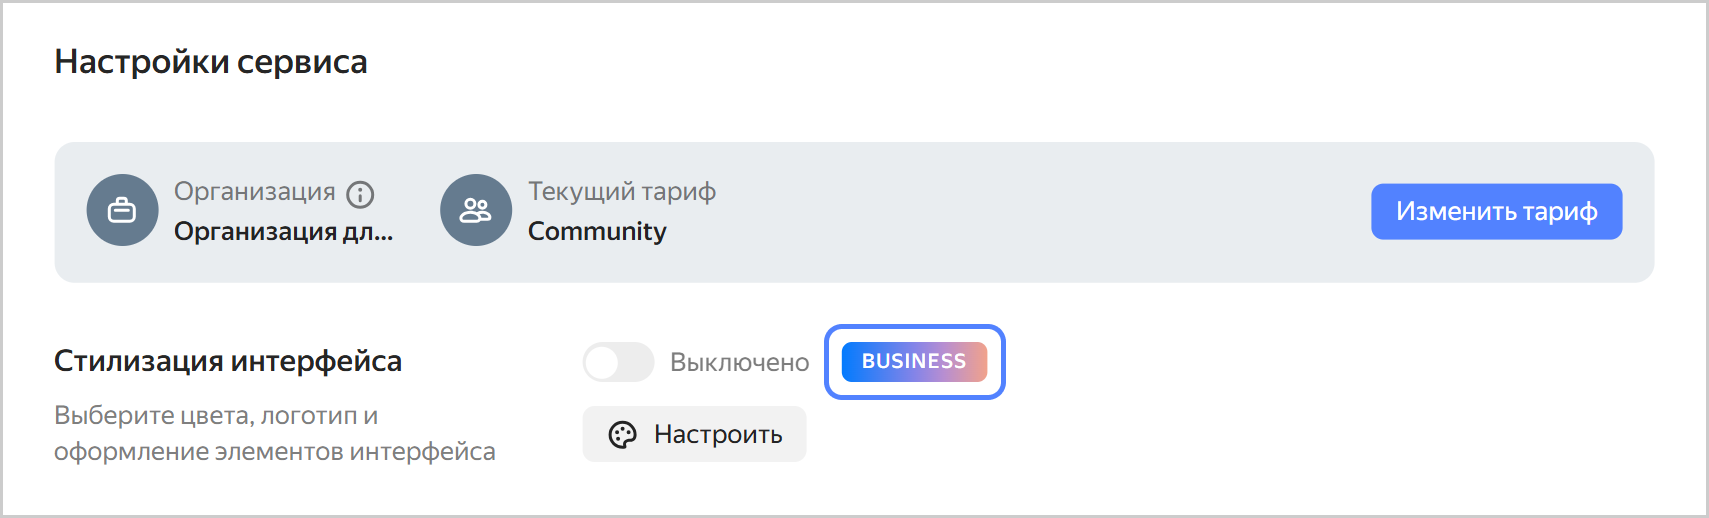 Настройки сервиса
Организация
Организация дл...
Текущий тариф
Community
Изменить тариф
Стилизация интерфейса
Выключено
BUSINESS
Выберите цвета, логотип и
оформление элементов интерфейса
Настроить